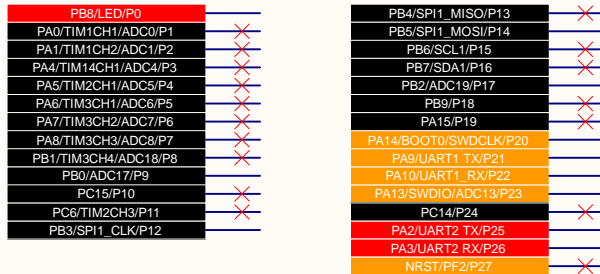 PB8/LED/P0
PA0/TIM1CH1/ADC0/P1
PA1/TIM1CH2/ADC1/P2
PA4/TIM14CH1/ADC4/P3
PA5/TIM2CH1/ADC5/P4
PA6/TIM3CH1/ADC6/P5
PA7/TIM3CH2/ADC7/P6
PA8/TIM3CH3/ADC8/P7
PB1/TIM3CH4/ADC18/P8
PB0/ADC17/P9
PC15/P10
PC6/TIM2CH3/P11
PB3/SPI1_CLK/P12
PB4/SPI1_MISO/P13
PB5/SPI1_MOSI/P14
PB6/SCL1/P15
PB7/SDA1/P16
PB2/ADC19/P17
PB9/P18
PA15/P19
PA14/BOOT0/SWDCLK/P20
PA9/UART1 TX/P21
PA10/UART1_RX/P22
PA13/SWDIO/ADC13/P23
PC14/P24
PA2/UART2 TX/P25
PA3/UART2 RX/P26
NRST/PF2/P27